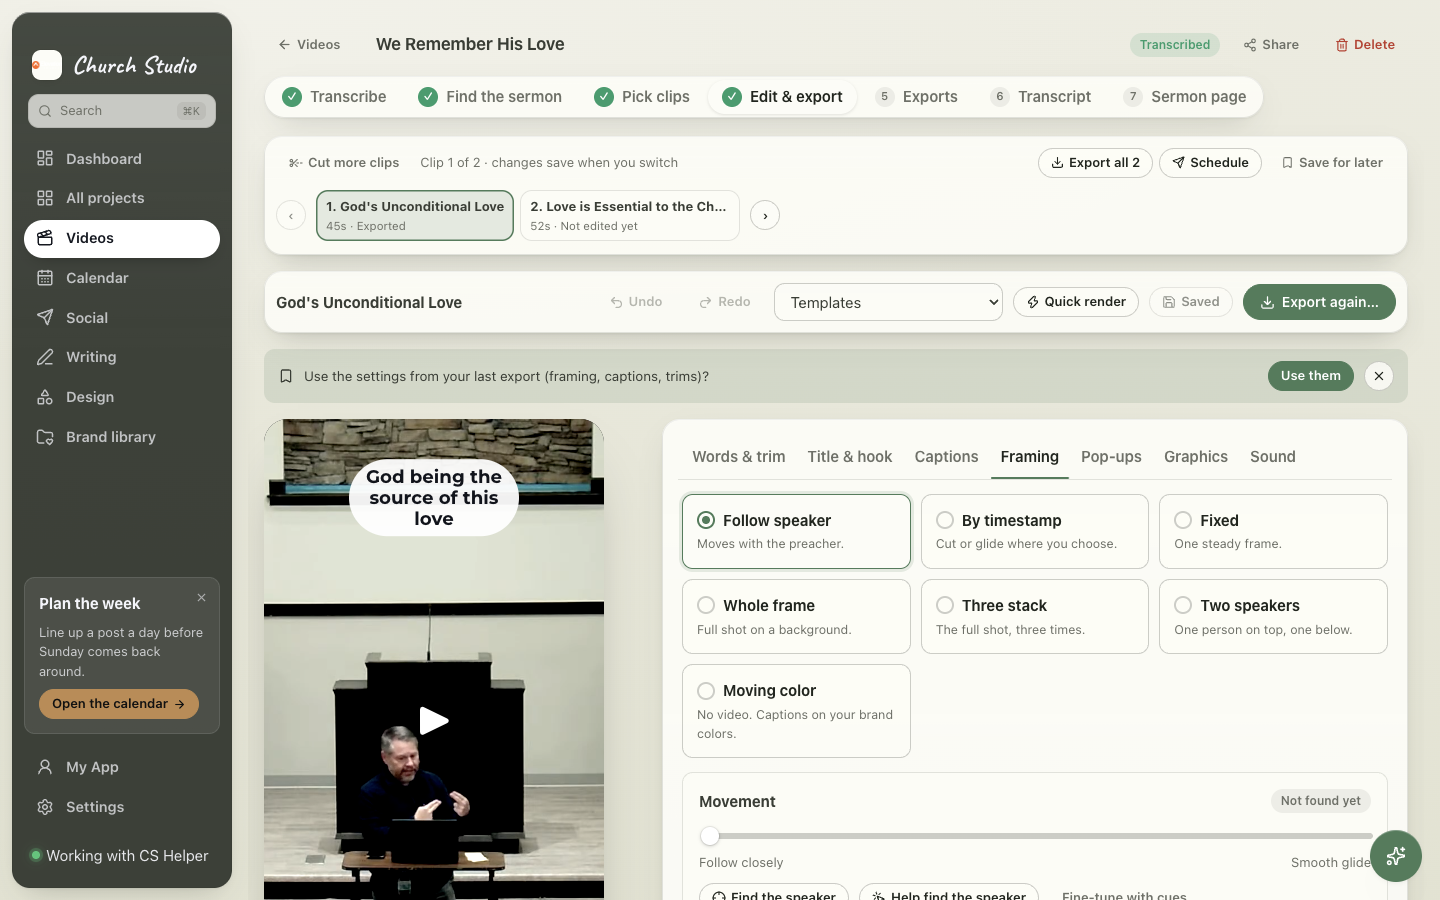 Church Studio
Search ⌘K
Dashboard
All projects
Videos
Calendar
Social
Writing
Design
Brand library
Plan the week
Line up a post a day before
Sunday comes back
around.
Open the calendar →
My App
Settings
Working with CS Helper
← Videos
We Remember His Love
Transcribed
Share
Delete
Transcribe
Find the sermon
Pick clips
Edit & export
5 Exports
6 Transcript
7 Sermon page
Cut more clips
Clip 1 of 2 · changes save when you switch
Export all 2
Schedule
Save for later
‹
1. God's Unconditional Love
45s · Exported
2. Love is Essential to the Ch...
52s · Not edited yet
›
God's Unconditional Love
Undo
Redo
Templates
Quick render
Saved
Export again...
Use the settings from your last export (framing, captions, trims)?
Use them
God being the
source of this
love
Words & trim
Title & hook
Captions
Framing
Pop-ups
Graphics
Sound
Follow speaker
Moves with the preacher.
By timestamp
Cut or glide where you choose.
Fixed
One steady frame.
Whole frame
Full shot on a background.
Three stack
The full shot, three times.
Two speakers
One person on top, one below.
Moving color
No video. Captions on your brand
colors.
Movement
Not found yet
Follow closely
Smooth glide
Find the speaker
Help find the speaker
Fine-tune with cues